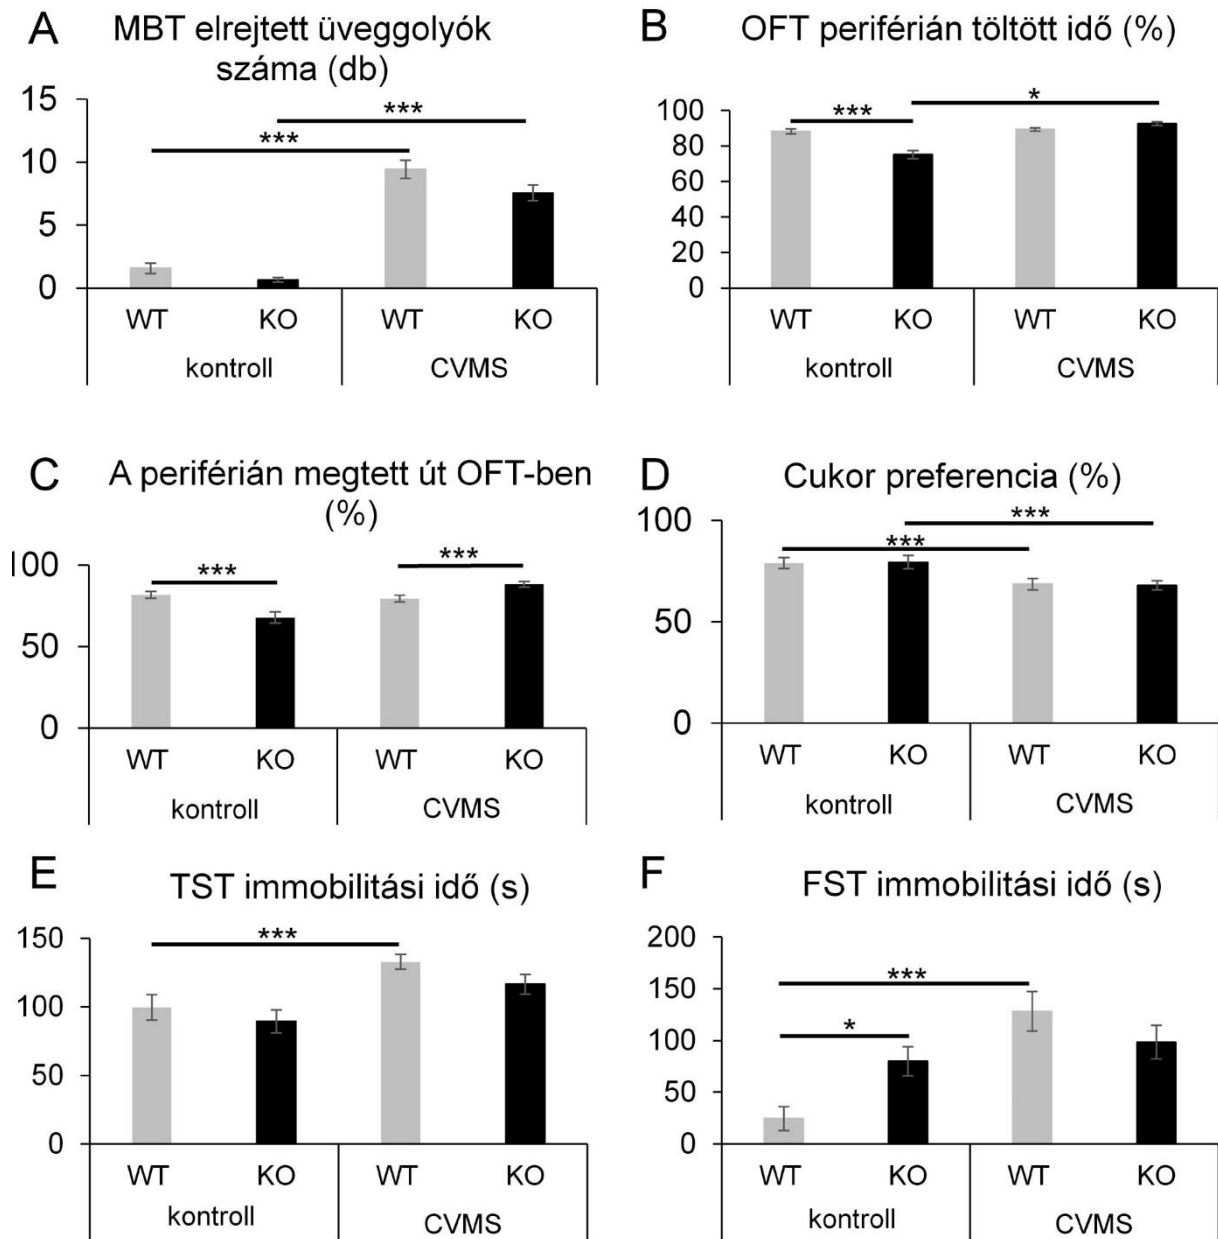 A MBT elrejtett üveggolyók
száma (db)
15
***
***
10
5
0
WT KO WT KO
kontroll CVMS
B OFT periférián töltött idő (%)
100
*** *
80
60
40
20
0
WT KO WT KO
kontroll CVMS
C A periférián megtett út OFT-ben
(%)
100
*** ***
50
0
WT KO WT KO
kontroll CVMS
D Cukor preferencia (%)
100
***
***
50
0
WT KO WT KO
kontroll CVMS
E TST immobilitási idő (s)
150
***
100
50
0
WT KO WT KO
kontroll CVMS
F FST immobilitási idő (s)
200
***
150
*
100
50
0
WT KO WT KO
kontroll CVMS